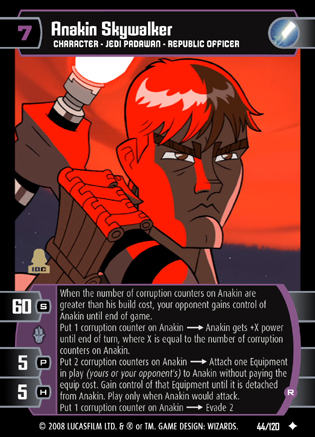 7
Anakin Skywalker
CHARACTER - JEDI PADAWAN - REPUBLIC OFFICER
IDC
60 S
5 P
5 H
When the number of corruption counters on Anakin are
greater than his build cost, your opponent gains control of
Anakin until end of game.
Put 1 corruption counter on Anakin ⟶ Anakin gets +X power
until end of turn, where X is equal to the number of corruption
counters on Anakin.
Put 2 corruption counters on Anakin ⟶ Attach one Equipment
in play (yours or your opponent's) to Anakin without paying the
equip cost. Gain control of that Equipment until it is detached
from Anakin. Play only when Anakin would attack.
Put 1 corruption counter on Anakin ⟶ Evade 2
R
© 2008 LUCASFILM LTD. & ® or TM. GAME DESIGN: WIZARDS.
44/120